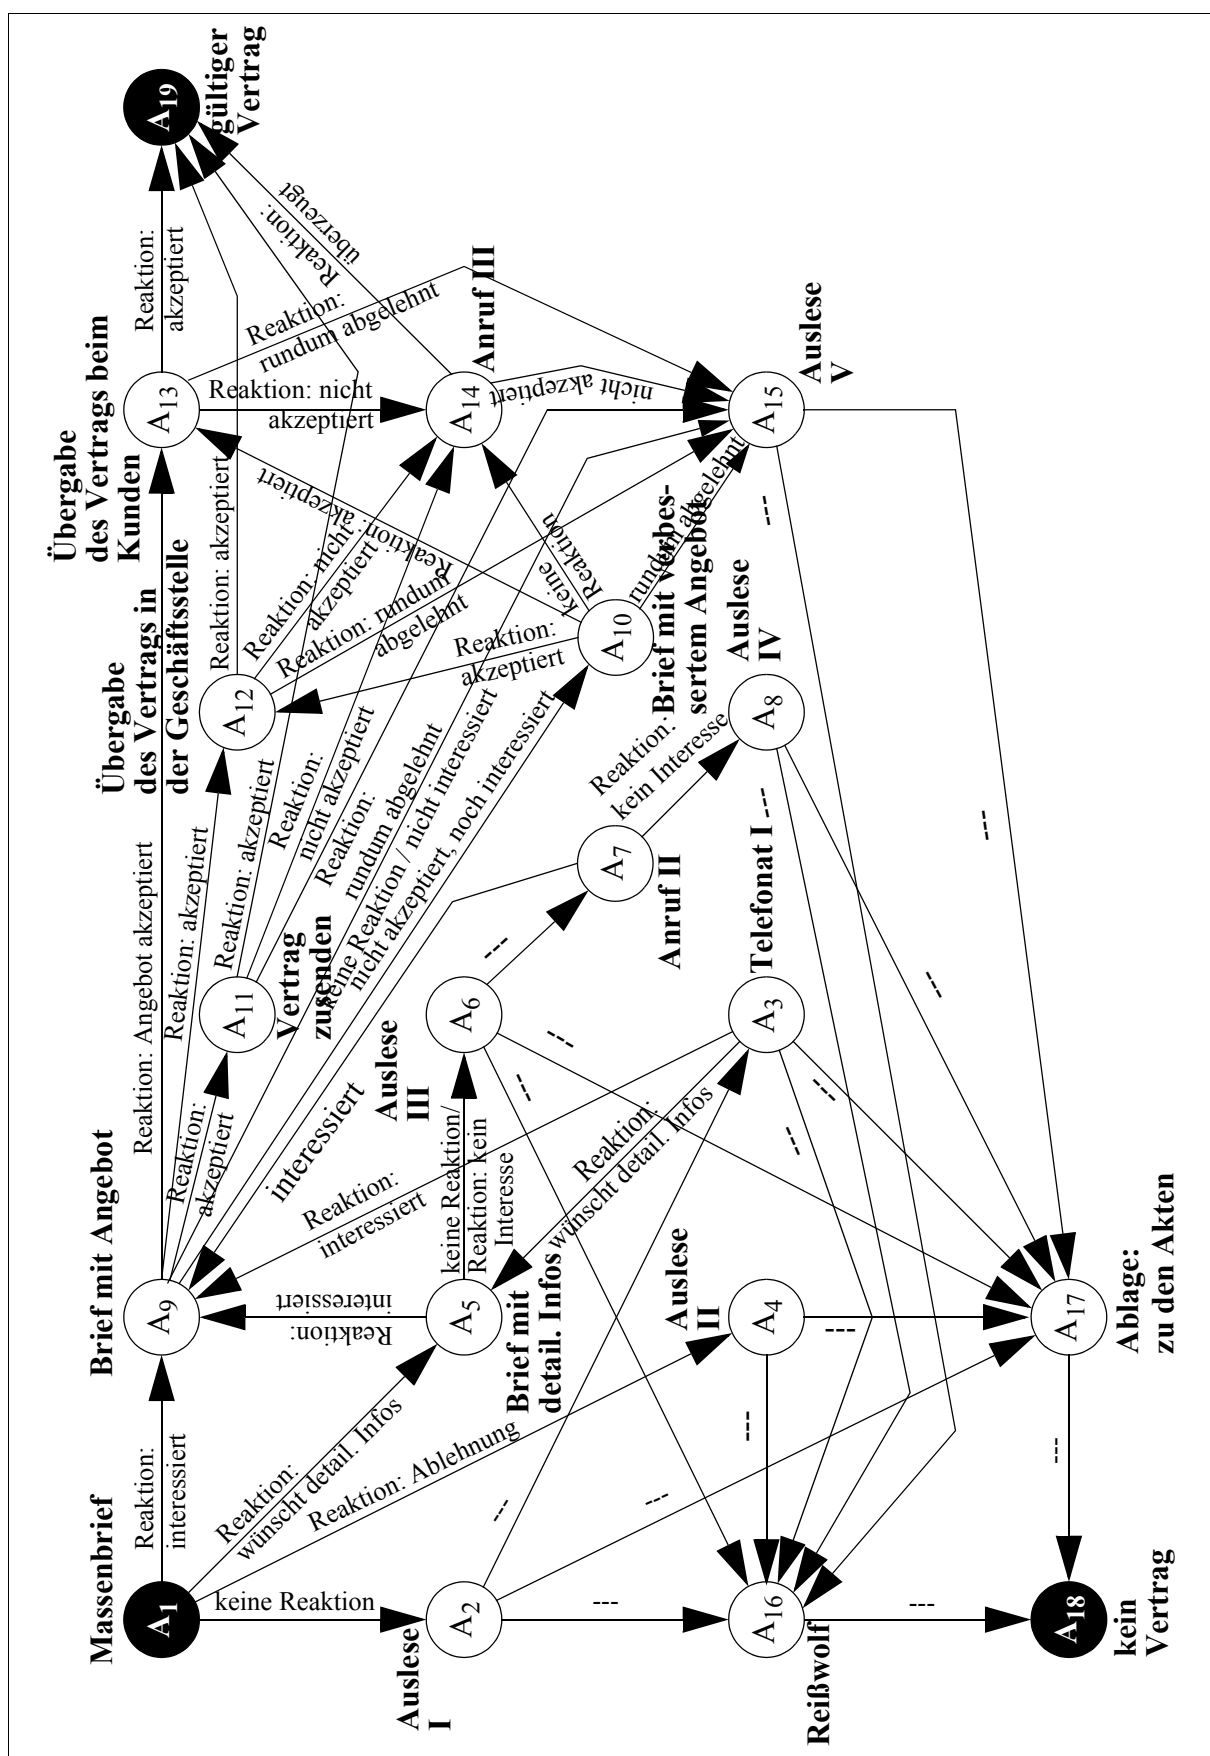 Massenbrief
A1
Reaktion:
interessiert
Brief mit Angebot
A9
Reaktion: Angebot akzeptiert
Übergabe
des Vertrags beim
Kunden
A13
Reaktion:
akzeptiert
A19
gültiger
Vertrag
Reaktion: akzeptiert
Übergabe
des Vertrags in
der Geschäftsstelle
A12
Reaktion: akzeptiert
Reaktion:
akzeptiert
A11
Vertrag
zusenden
Reaktion: akzeptiert
Reaktion:
nicht akzeptiert
Reaktion:
rundum abgelehnt
keine Reaktion / nicht interessiert
nicht akzeptiert, noch interessiert
Reaktion: nicht
akzeptiert
Reaktion: rundum
abgelehnt
Reaktion:
akzeptiert
Reaktion: akzeptiert
Reaktion: nicht
akzeptiert
Reaktion:
rundum abgelehnt
Reaktion:
überzeugt
A14
Anruf III
nicht akzeptiert
keine
Reaktion
A10
Brief mit verbes-
sertem Angebot
rundum abgelehnt
A15
Auslese
V
---
---
Reaktion:
wünscht detail. Infos
Reaktion: Ablehnung
keine Reaktion
Reaktion:
interessiert
A5
Brief mit
detail. Infos
keine Reaktion/
Reaktion: kein
Interesse
interessiert
Reaktion:
interessiert
Auslese
III
A6
---
---
---
A7
Anruf II
Reaktion:
kein Interesse
A8
Auslese
IV
---
---
A3
Telefonat I
Reaktion:
wünscht detail. Infos
---
---
Auslese
II
A4
---
---
A2
Auslese
I
---
---
---
A16
Reißwolf
---
A17
Ablage:
zu den Akten
---
A18
kein
Vertrag